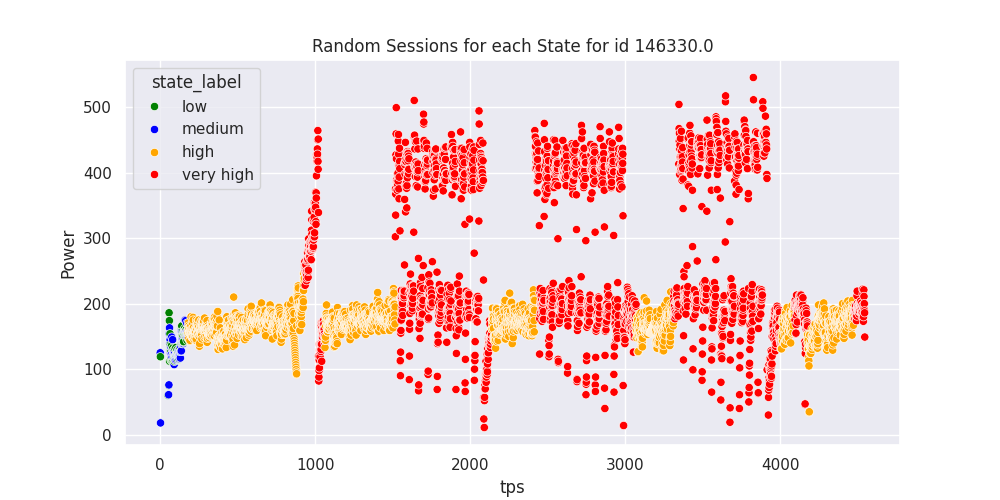 Random Sessions for each State for id 146330.0
state_label
low
medium
high
very high
Power
500
400
300
200
100
0
0 1000 2000 3000 4000
tps